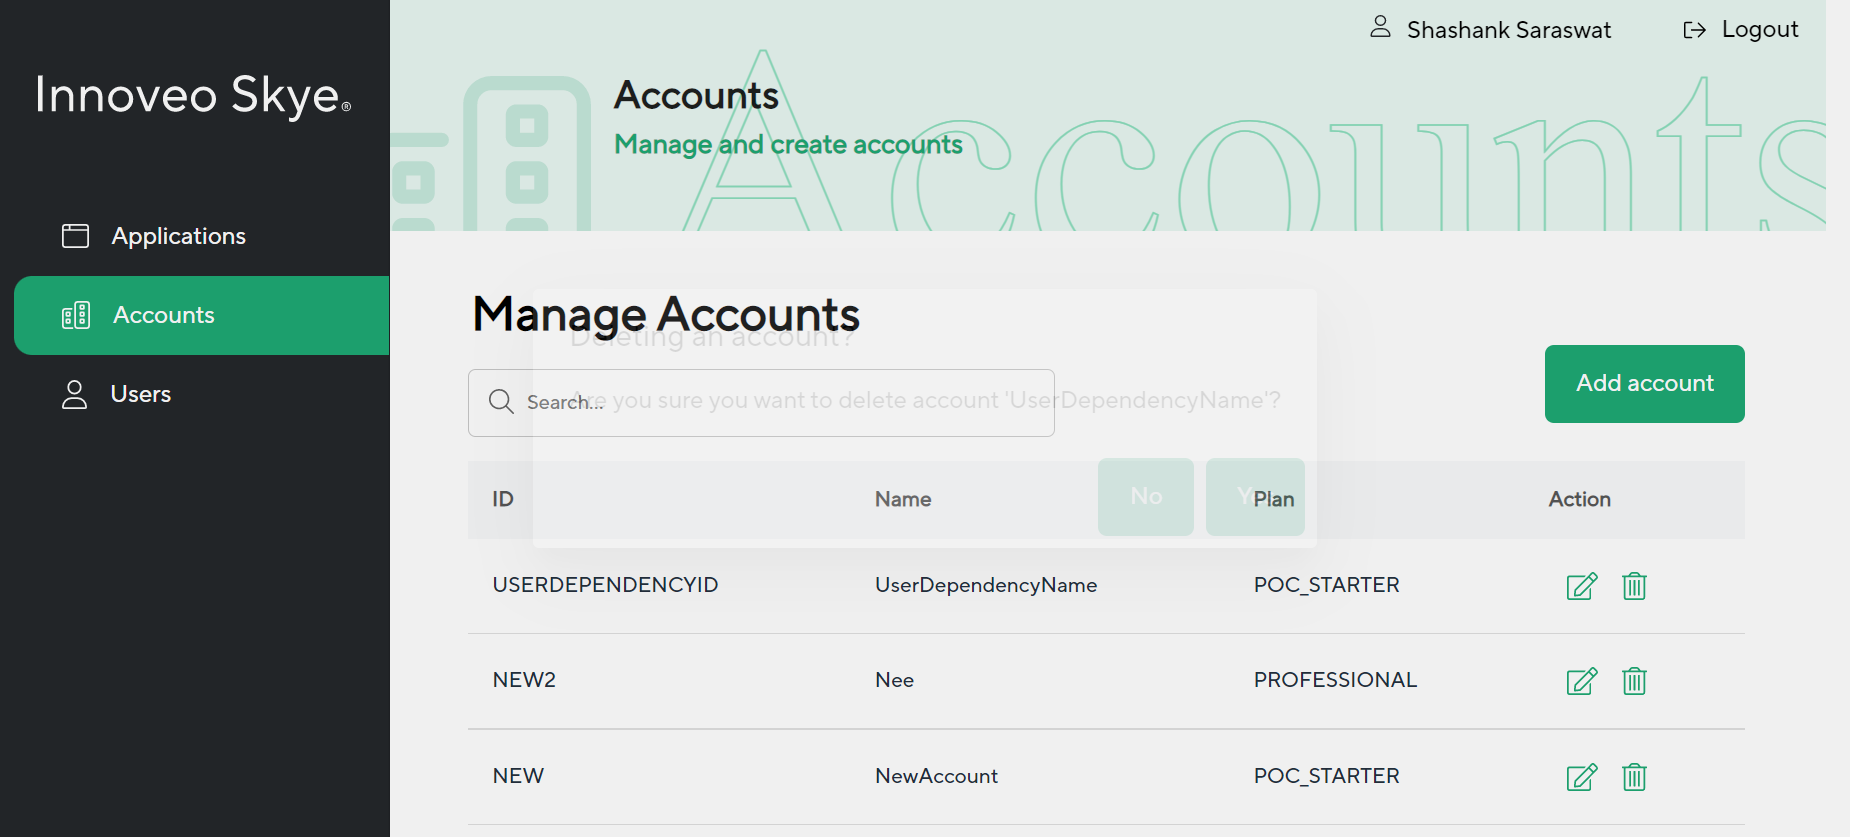 Innoveo Skye®
Shashank Saraswat
Logout
Accounts
Manage and create accounts
Accounts
Applications
Accounts
Users
Manage Accounts
Deleting an account?
Search...
Are you sure you want to delete account 'UserDependencyName'?
Add account
No
ID Name Plan Action
USERDEPENDENCYID UserDependencyName POC_STARTER
NEW2 Nee PROFESSIONAL
NEW NewAccount POC_STARTER